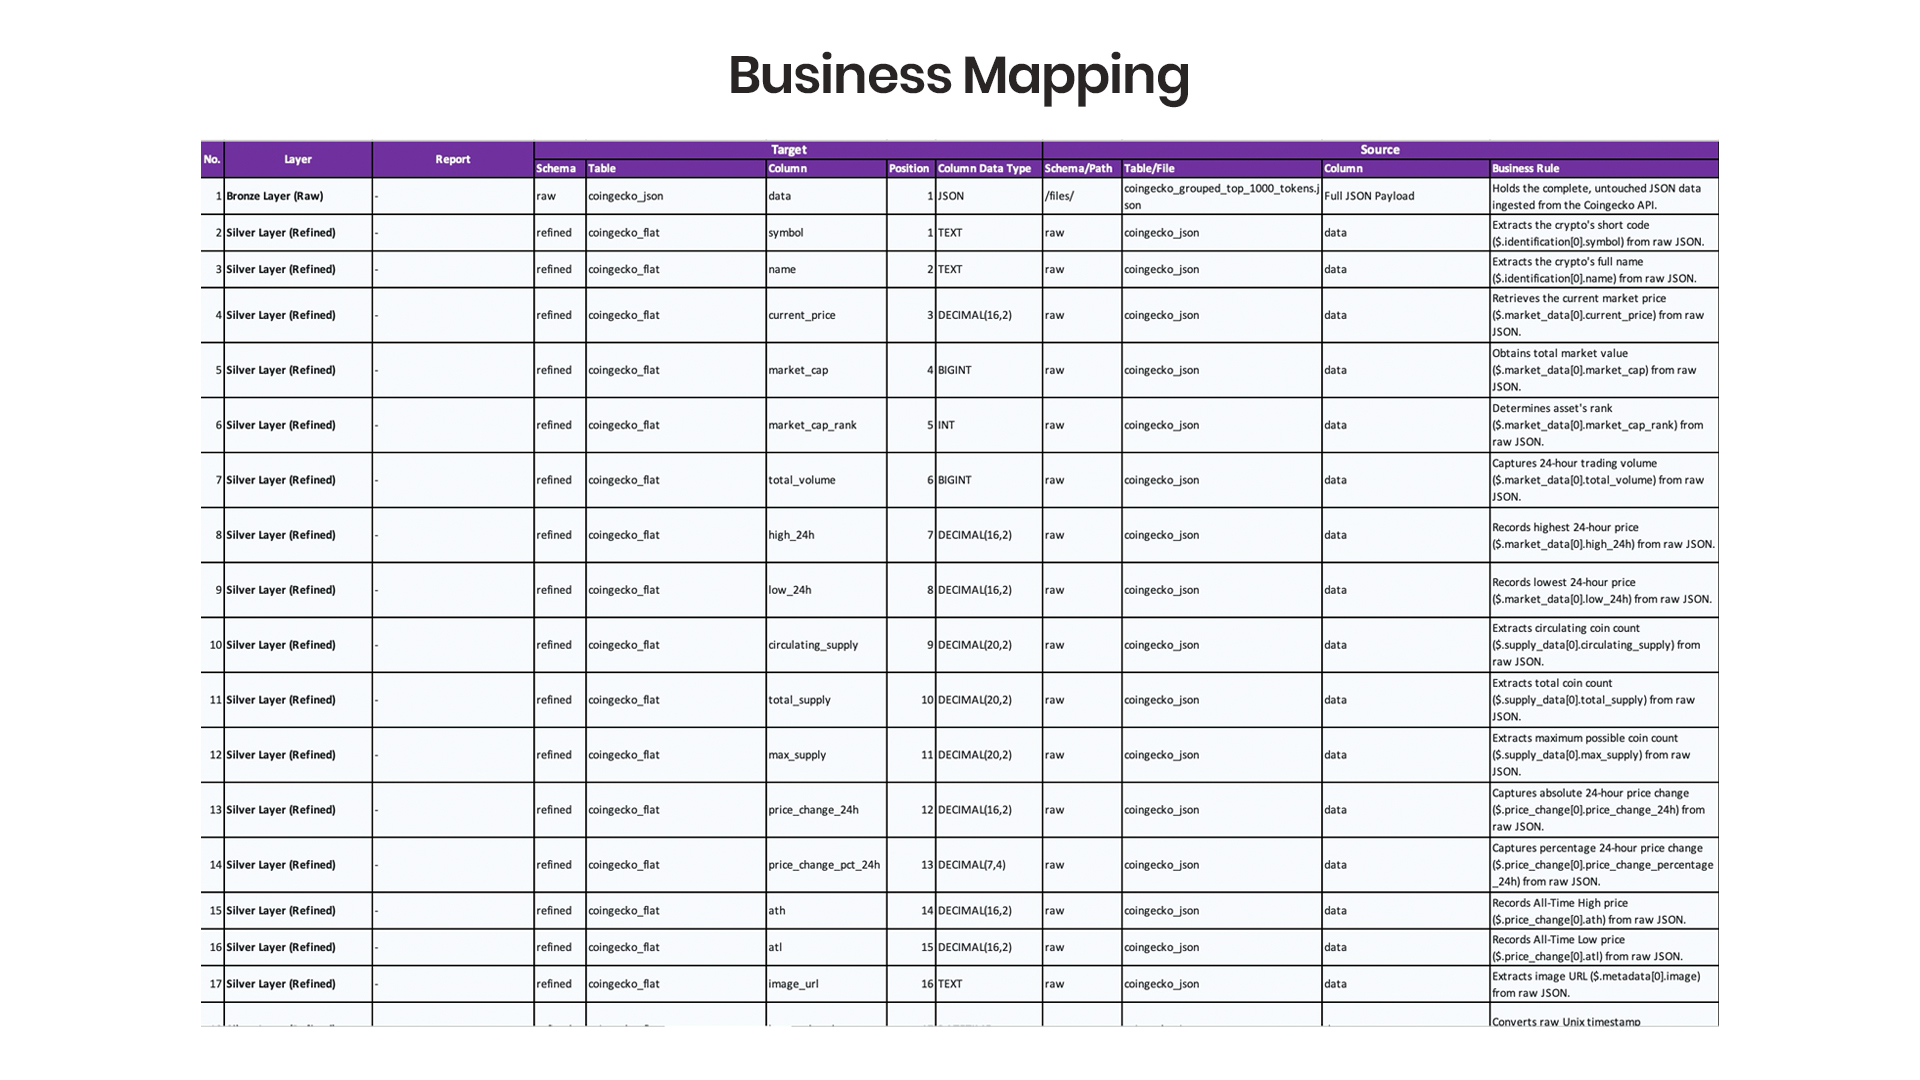 Business Mapping
No. Layer Report Target Source
Schema Table Column Position Column Data Type Schema/Path Table/File Column Business Rule
1 Bronze Layer (Raw) - raw coingecko_json data 1 JSON /files/ coingecko_grouped_top_1000_tokens.j Full JSON Payload Holds the complete, untouched JSON data
son ingested from the Coingecko API.
2 Silver Layer (Refined) - refined coingecko_flat symbol 1 TEXT raw coingecko_json data Extracts the crypto's short code
($.identification[0].symbol) from raw JSON.
3 Silver Layer (Refined) - refined coingecko_flat name 2 TEXT raw coingecko_json data Extracts the crypto's full name
($.identification[0].name) from raw JSON.
4 Silver Layer (Refined) - refined coingecko_flat current_price 3 DECIMAL(16,2) raw coingecko_json data Retrieves the current market price
($.market_data[0].current_price) from raw
JSON.
5 Silver Layer (Refined) - refined coingecko_flat market_cap 4 BIGINT raw coingecko_json data Obtains total market value
($.market_data[0].market_cap) from raw
JSON.
6 Silver Layer (Refined) - refined coingecko_flat market_cap_rank 5 INT raw coingecko_json data Determines asset's rank
($.market_data[0].market_cap_rank) from
raw JSON.
7 Silver Layer (Refined) - refined coingecko_flat total_volume 6 BIGINT raw coingecko_json data Captures 24-hour trading volume
($.market_data[0].total_volume) from raw
JSON.
8 Silver Layer (Refined) - refined coingecko_flat high_24h 7 DECIMAL(16,2) raw coingecko_json data Records highest 24-hour price
($.market_data[0].high_24h) from raw JSON.
9 Silver Layer (Refined) - refined coingecko_flat low_24h 8 DECIMAL(16,2) raw coingecko_json data Records lowest 24-hour price
($.market_data[0].low_24h) from raw JSON.
10 Silver Layer (Refined) - refined coingecko_flat circulating_supply 9 DECIMAL(20,2) raw coingecko_json data Extracts circulating coin count
($.supply_data[0].circulating_supply) from
raw JSON.
11 Silver Layer (Refined) - refined coingecko_flat total_supply 10 DECIMAL(20,2) raw coingecko_json data Extracts total coin count
($.supply_data[0].total_supply) from raw
JSON.
12 Silver Layer (Refined) - refined coingecko_flat max_supply 11 DECIMAL(20,2) raw coingecko_json data Extracts maximum possible coin count
($.supply_data[0].max_supply) from raw
JSON.
13 Silver Layer (Refined) - refined coingecko_flat price_change_24h 12 DECIMAL(16,2) raw coingecko_json data Captures absolute 24-hour price change
($.price_change[0].price_change_24h) from
raw JSON.
14 Silver Layer (Refined) - refined coingecko_flat price_change_pct_24h 13 DECIMAL(7,4) raw coingecko_json data Captures percentage 24-hour price change
($.price_change[0].price_change_percentage
_24h) from raw JSON.
15 Silver Layer (Refined) - refined coingecko_flat ath 14 DECIMAL(16,2) raw coingecko_json data Records All-Time High price
($.price_change[0].ath) from raw JSON.
16 Silver Layer (Refined) - refined coingecko_flat atl 15 DECIMAL(16,2) raw coingecko_json data Records All-Time Low price
($.price_change[0].atl) from raw JSON.
17 Silver Layer (Refined) - refined coingecko_flat image_url 16 TEXT raw coingecko_json data Extracts image URL ($.metadata[0].image)
from raw JSON.
Converts raw Unix timestamp